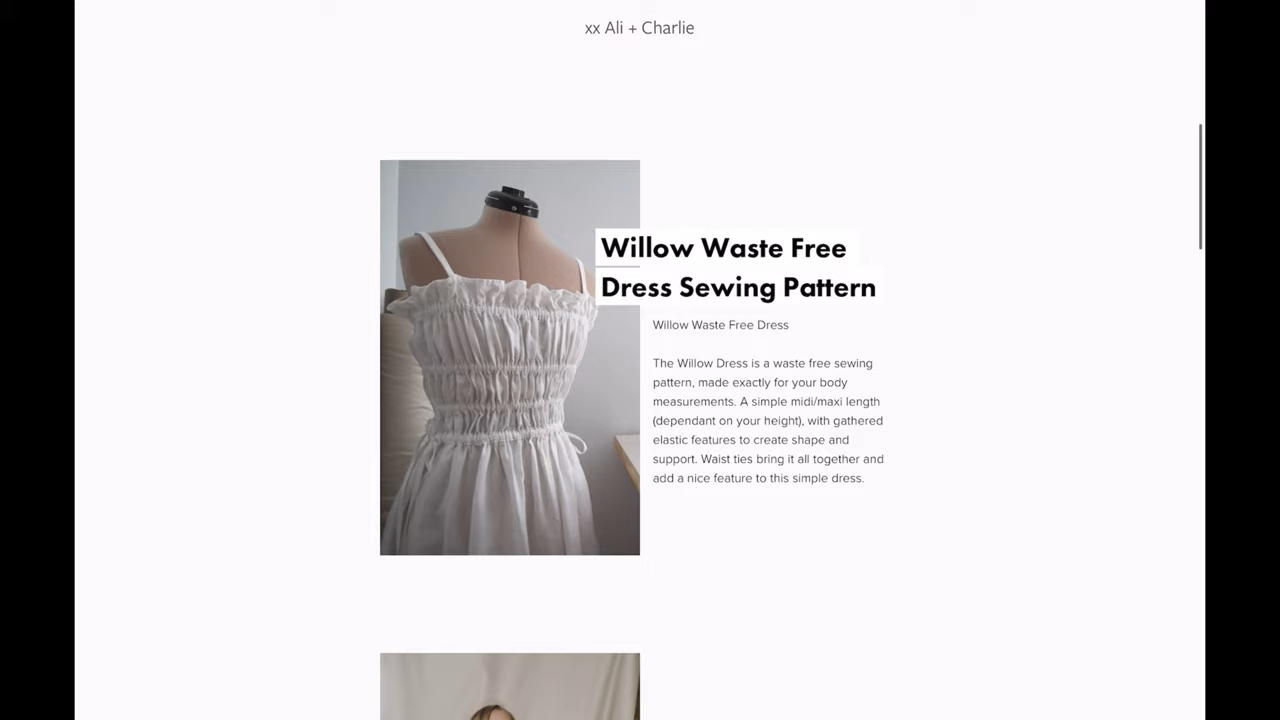 xx Ali + Charlie
Willow Waste Free
Dress Sewing Pattern
Willow Waste Free Dress
The Willow Dress is a waste free sewing
pattern, made exactly for your body
measurements. A simple midi/maxi length
(dependant on your height), with gathered
elastic features to create shape and
support. Waist ties bring it all together and
add a nice feature to this simple dress.